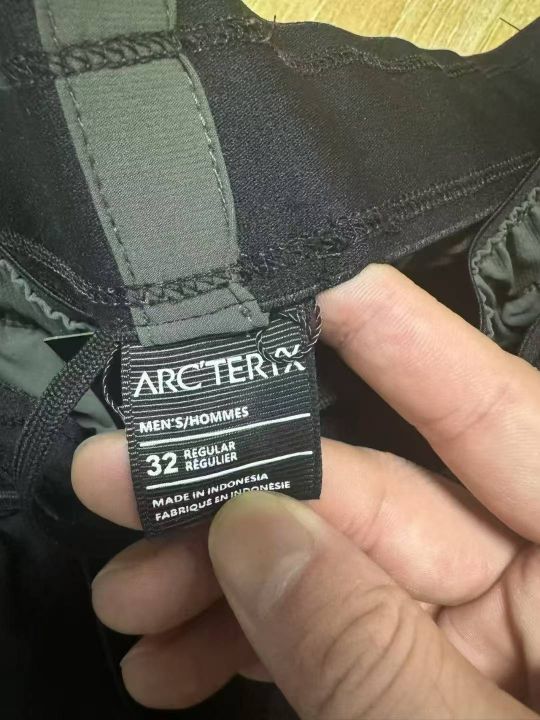 ARC'TERYX
MEN'S/HOMMES
32 REGULAR
RÉGULIER
MADE IN INDONESIA
FABRIQUÉ EN INDONÉSIE